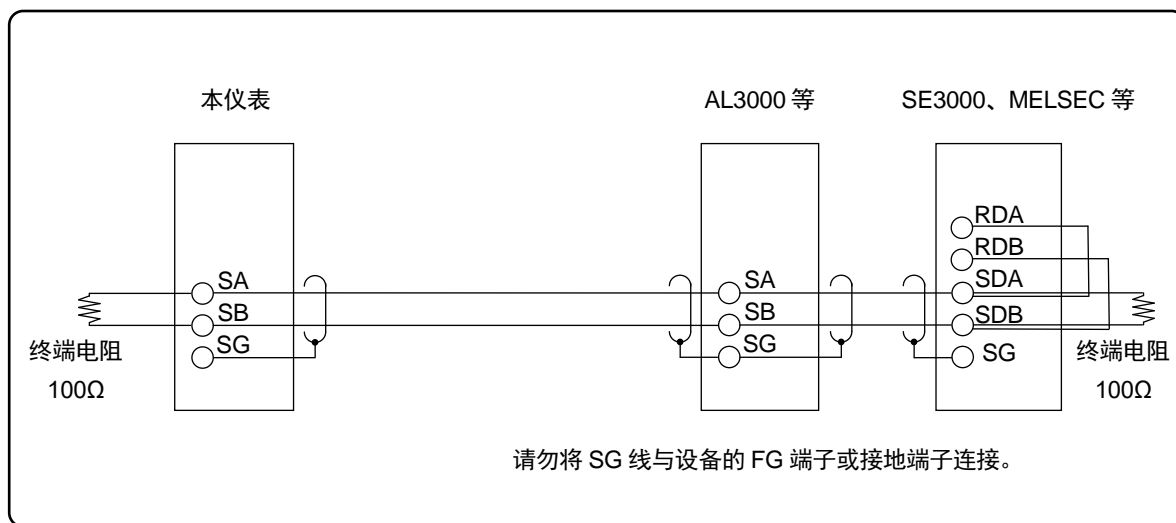 本仪表
AL3000 等
SE3000、MELSEC 等
RDA
RDB
SA
SA
SDA
SB
SB
SDB
SG
SG
SG
终端电阻
100Ω
终端电阻
100Ω
请勿将 SG 线与设备的 FG 端子或接地端子连接。